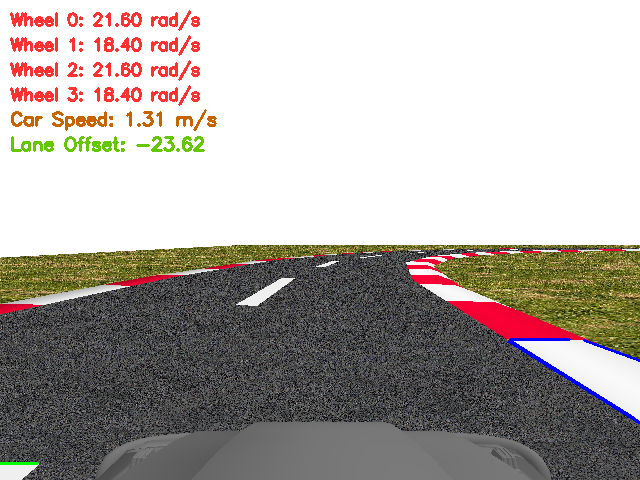 Wheel 0: 21.60 rad/s
Wheel 1: 18.40 rad/s
Wheel 2: 21.60 rad/s
Wheel 3: 18.40 rad/s
Car Speed: 1.31 m/s
Lane Offset: -23.62